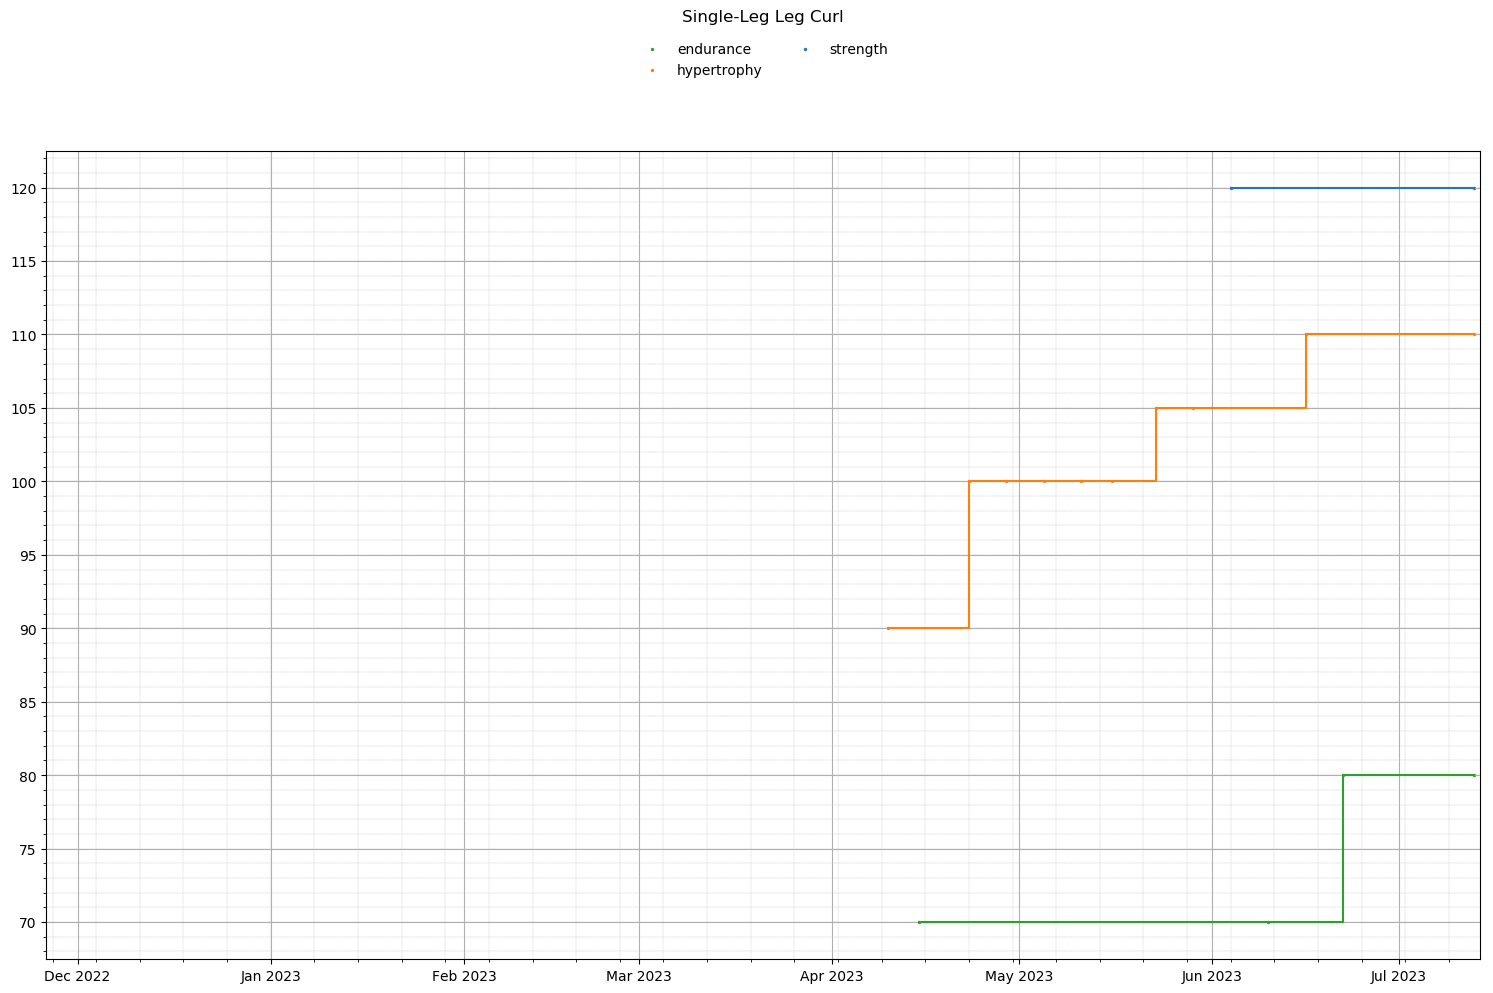 Single-Leg Leg Curl
endurance
strength
hypertrophy
120
115
110
105
100
95
90
85
80
75
70
Dec 2022
Jan 2023
Feb 2023
Mar 2023
Apr 2023
May 2023
Jun 2023
Jul 2023